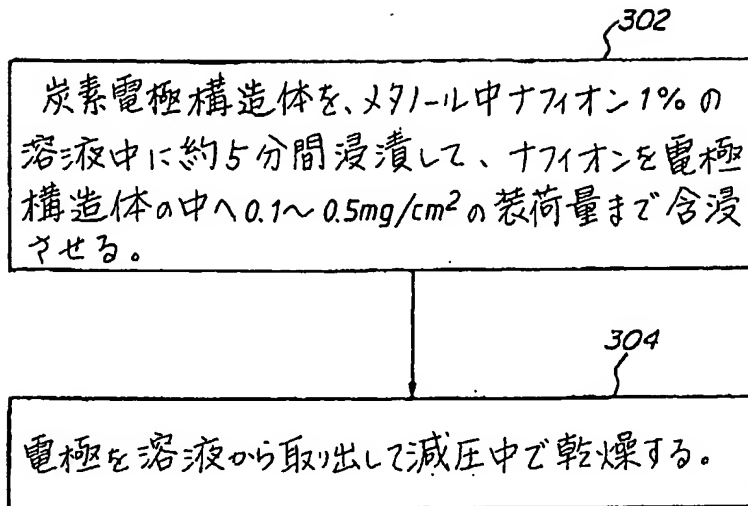 302
炭素電極構造体を、メタノール中ナフィオン1%の
溶液中に約5分間浸漬して、ナフィオンを電極
構造体の中へ0.1~0.5mg/cm²の装荷量まで含浸
させる。
304
電極を溶液から取り出して減圧中で乾燥する。